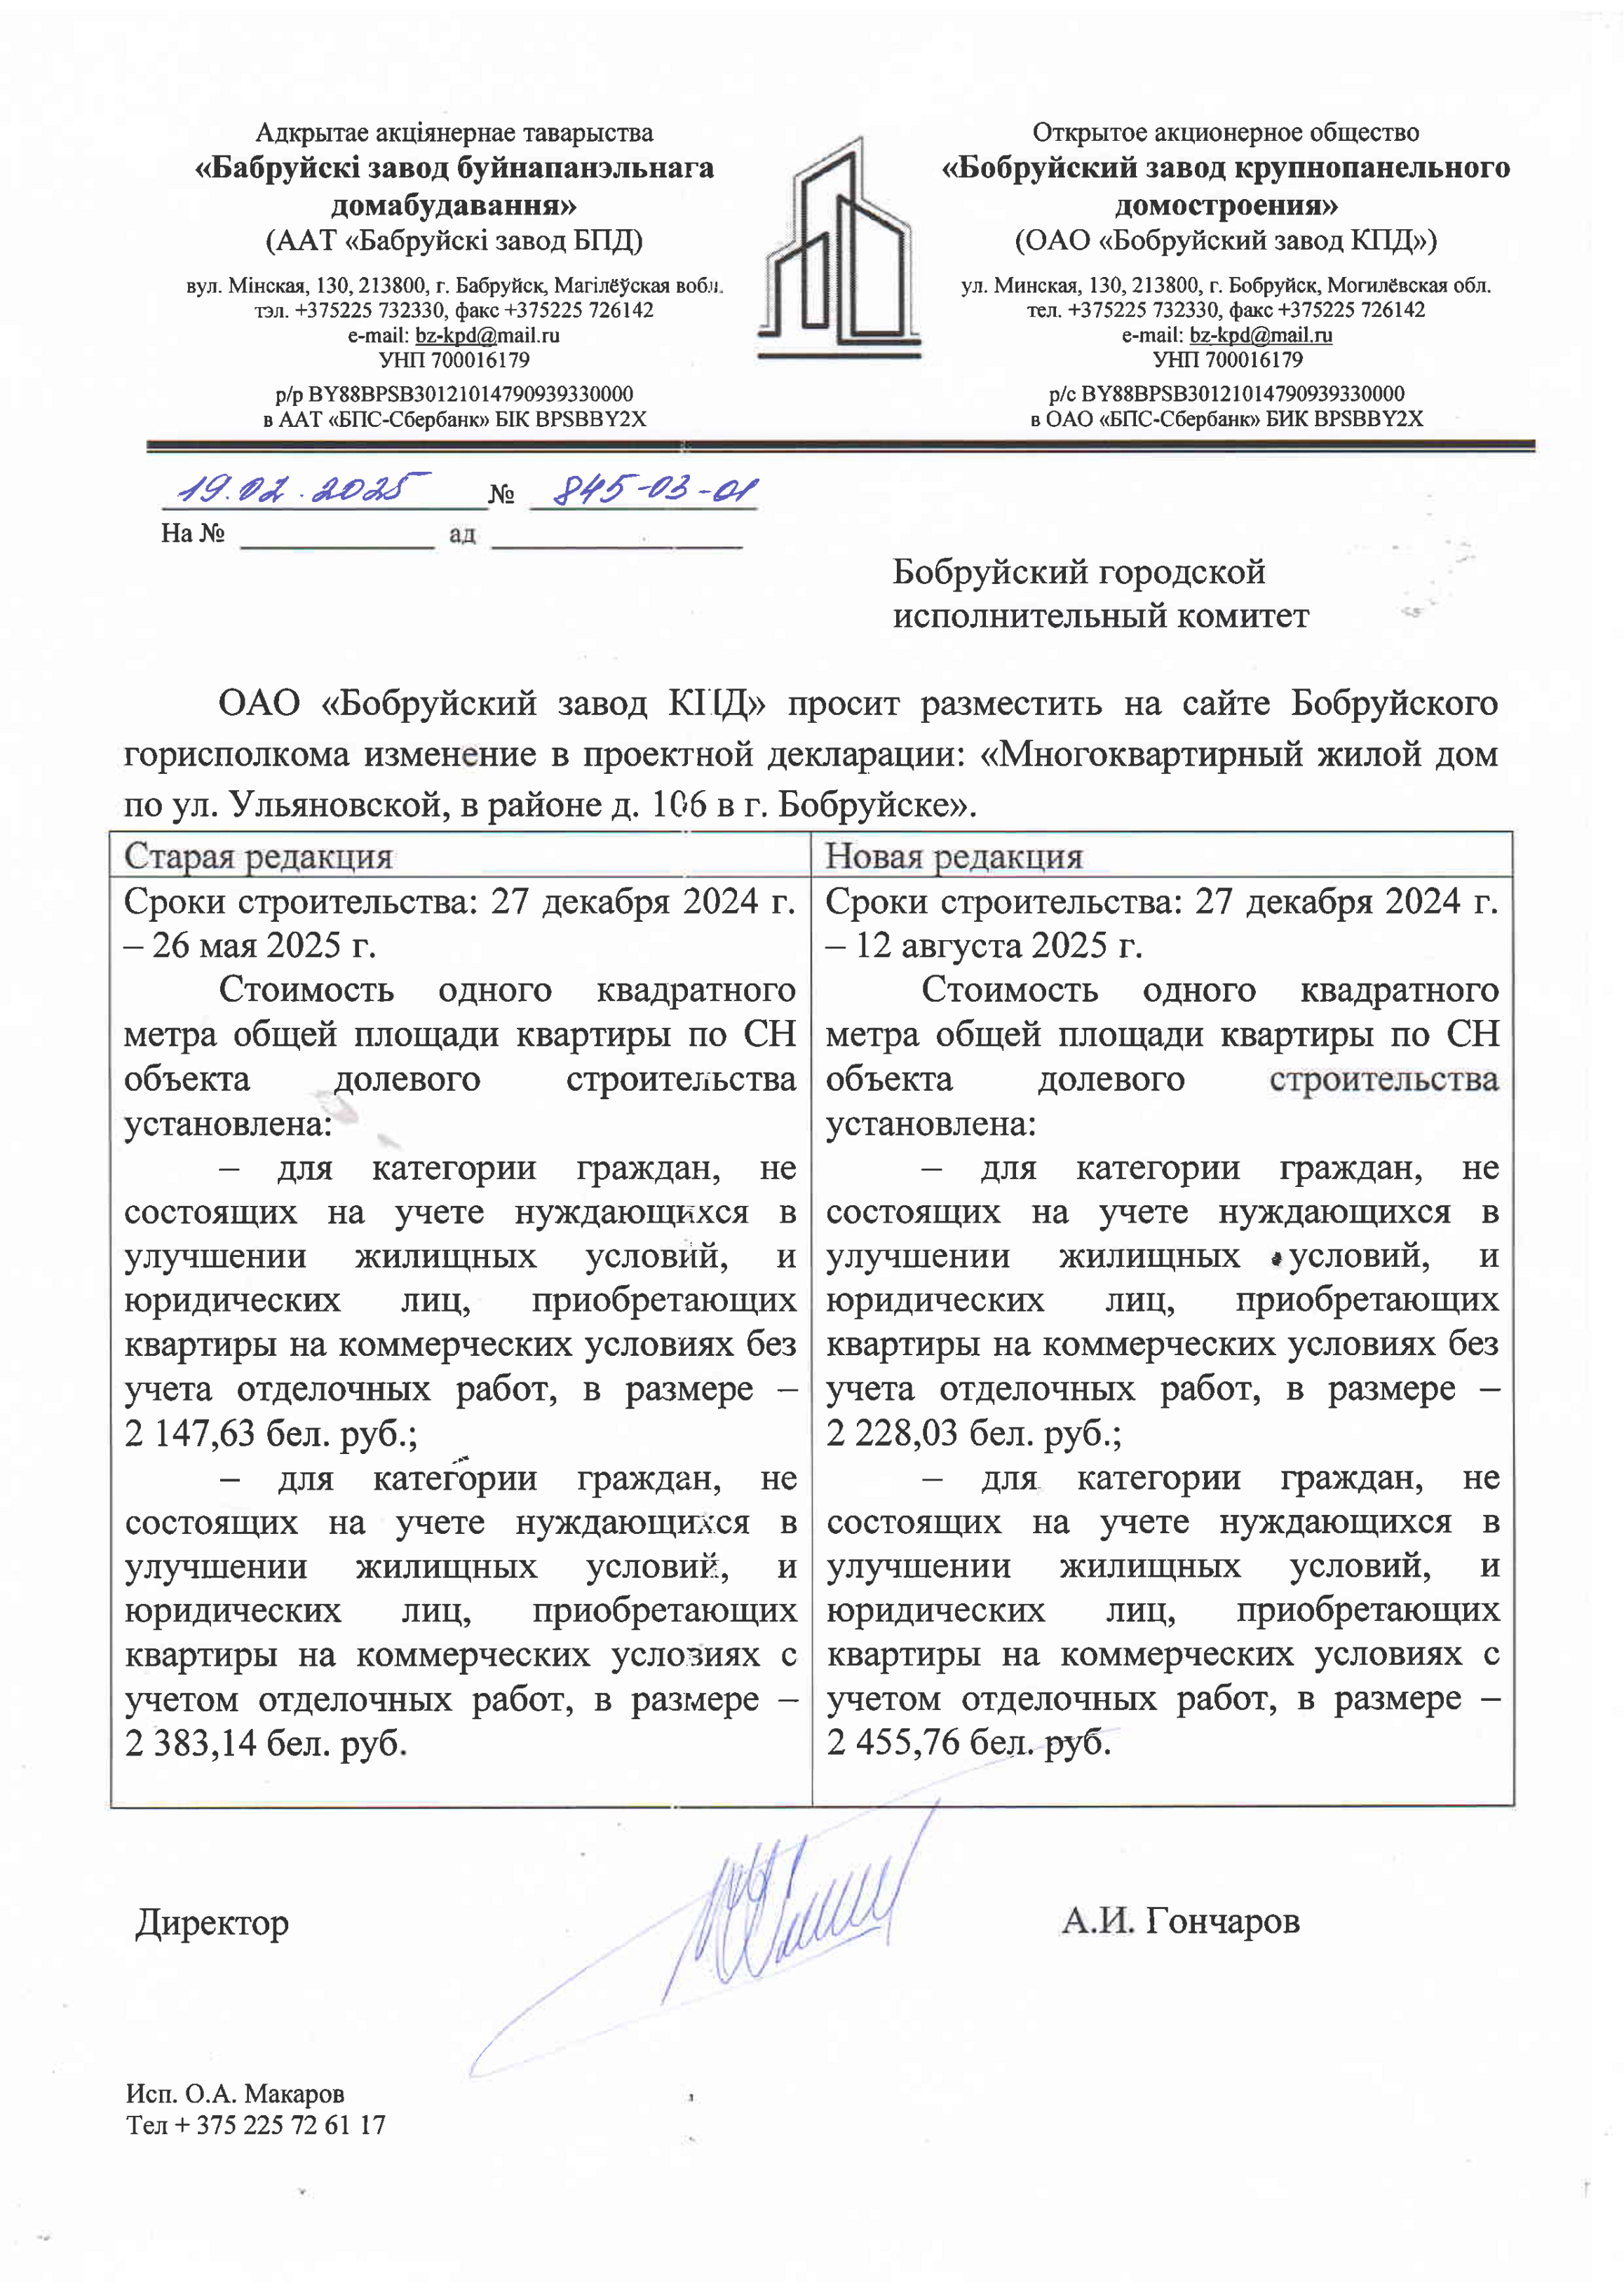 Адкрытае акцiянернае таварыства
«Бабруйскі завод буйнапанэльнага
домабудавання»
(ААТ «Бабруйскі завод БПД)
вул. Мінская, 130, 213800, г. Бабруйск, Магілёўская вобл.
тэл. +375225 732330, факс +375225 726142
e-mail: bz-kpd@mail.ru
УНП 700016179
р/р BY88BPSB30121014790939330000
в ААТ «БПС-Сбербанк» БІК BPSBBY2X
Открытое акционерное общество
«Бобруйский завод крупнопанельного
домостроения»
(ОАО «Бобруйский завод КПД»)
ул. Минская, 130, 213800, г. Бобруйск, Могилёвская обл.
тел. +375225 732330, факс +375225 726142
e-mail: bz-kpd@mail.ru
УНП 700016179
р/с BY88BPSB30121014790939330000
в ОАО «БПС-Сбербанк» БИК BPSBBY2X
19.02.2025 № 845-03-01
На № ад
Бобруйский городской
исполнительный комитет
ОАО «Бобруйский завод КПД» просит разместить на сайте Бобруйского
горисполкома изменение в проектной декларации: «Многоквартирный жилой дом
по ул. Ульяновской, в районе д. 106 в г. Бобруйске».
Старая редакция
Сроки строительства: 27 декабря 2024 г.
– 26 мая 2025 г.
Стоимость одного квадратного
метра общей площади квартиры по СН
объекта долевого строительства
установлена:
– для категории граждан, не
состоящих на учете нуждающихся в
улучшении жилищных условий, и
юридических лиц, приобретающих
квартиры на коммерческих условиях без
учета отделочных работ, в размере –
2 147,63 бел. руб.;
– для категории граждан, не
состоящих на учете нуждающихся в
улучшении жилищных условий, и
юридических лиц, приобретающих
квартиры на коммерческих условиях с
учетом отделочных работ, в размере –
2 383,14 бел. руб.
Новая редакция
Сроки строительства: 27 декабря 2024 г.
– 12 августа 2025 г.
Стоимость одного квадратного
метра общей площади квартиры по СН
объекта долевого строительства
установлена:
– для категории граждан, не
состоящих на учете нуждающихся в
улучшении жилищных условий, и
юридических лиц, приобретающих
квартиры на коммерческих условиях без
учета отделочных работ, в размере –
2 228,03 бел. руб.;
– для категории граждан, не
состоящих на учете нуждающихся в
улучшении жилищных условий, и
юридических лиц, приобретающих
квартиры на коммерческих условиях с
учетом отделочных работ, в размере –
2 455,76 бел. руб.
Директор А.И. Гончаров
Исп. О.А. Макаров
Тел + 375 225 72 61 17